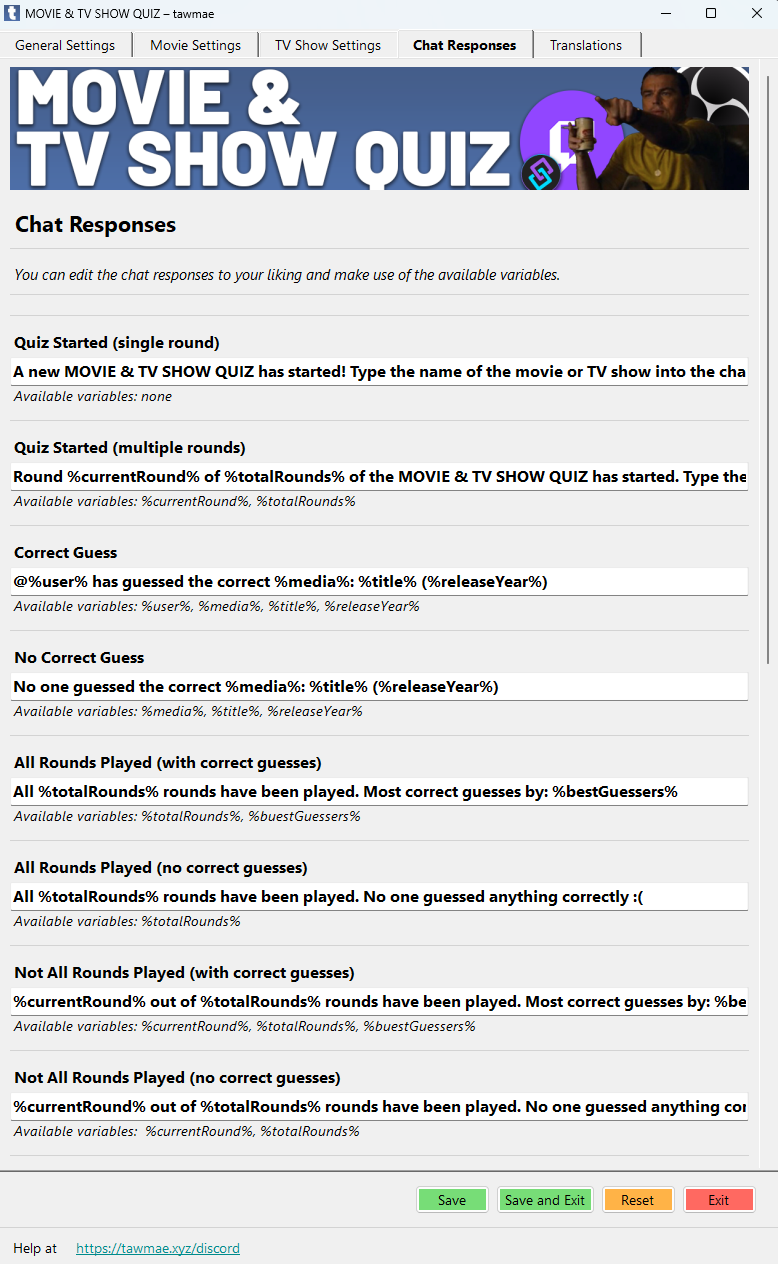 MOVIE & TV SHOW QUIZ – tawmae
General Settings
Movie Settings
TV Show Settings
Chat Responses
Translations
MOVIE &
TV SHOW QUIZ
Chat Responses
You can edit the chat responses to your liking and make use of the available variables.
Quiz Started (single round)
A new MOVIE & TV SHOW QUIZ has started! Type the name of the movie or TV show into the cha
Available variables: none
Quiz Started (multiple rounds)
Round %currentRound% of %totalRounds% of the MOVIE & TV SHOW QUIZ has started. Type the
Available variables: %currentRound%, %totalRounds%
Correct Guess
@%user% has guessed the correct %media%: %title% (%releaseYear%)
Available variables: %user%, %media%, %title%, %releaseYear%
No Correct Guess
No one guessed the correct %media%: %title% (%releaseYear%)
Available variables: %media%, %title%, %releaseYear%
All Rounds Played (with correct guesses)
All %totalRounds% rounds have been played. Most correct guesses by: %bestGuessers%
Available variables: %totalRounds%, %buestGuessers%
All Rounds Played (no correct guesses)
All %totalRounds% rounds have been played. No one guessed anything correctly :(
Available variables: %totalRounds%
Not All Rounds Played (with correct guesses)
%currentRound% out of %totalRounds% rounds have been played. Most correct guesses by: %be
Available variables: %currentRound%, %totalRounds%, %buestGuessers%
Not All Rounds Played (no correct guesses)
%currentRound% out of %totalRounds% rounds have been played. No one guessed anything cor
Available variables:  %currentRound%, %totalRounds%
Save
Save and Exit
Reset
Exit
Help at https://tawmae.xyz/discord